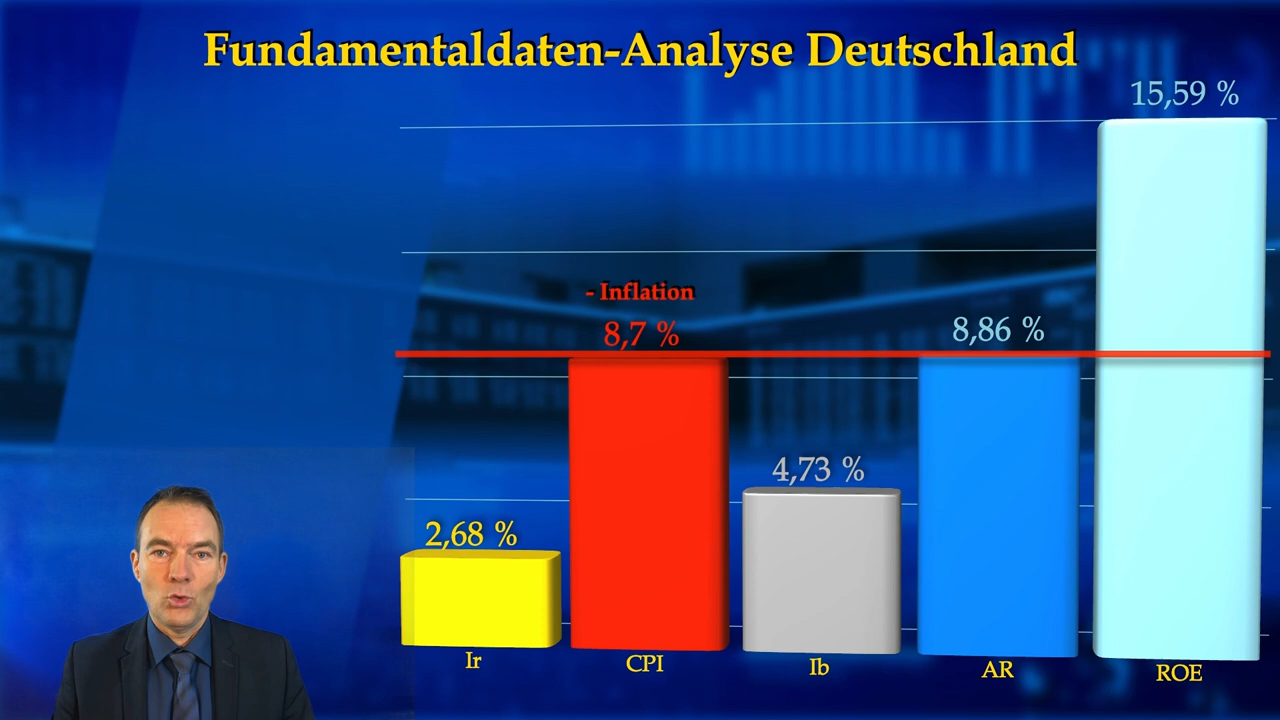 Fundamentaldaten-Analyse Deutschland
15,59 %
- Inflation
8,7 %
8,86 %
4,73 %
2,68 %
Ir
CPI
Ib
AR
ROE